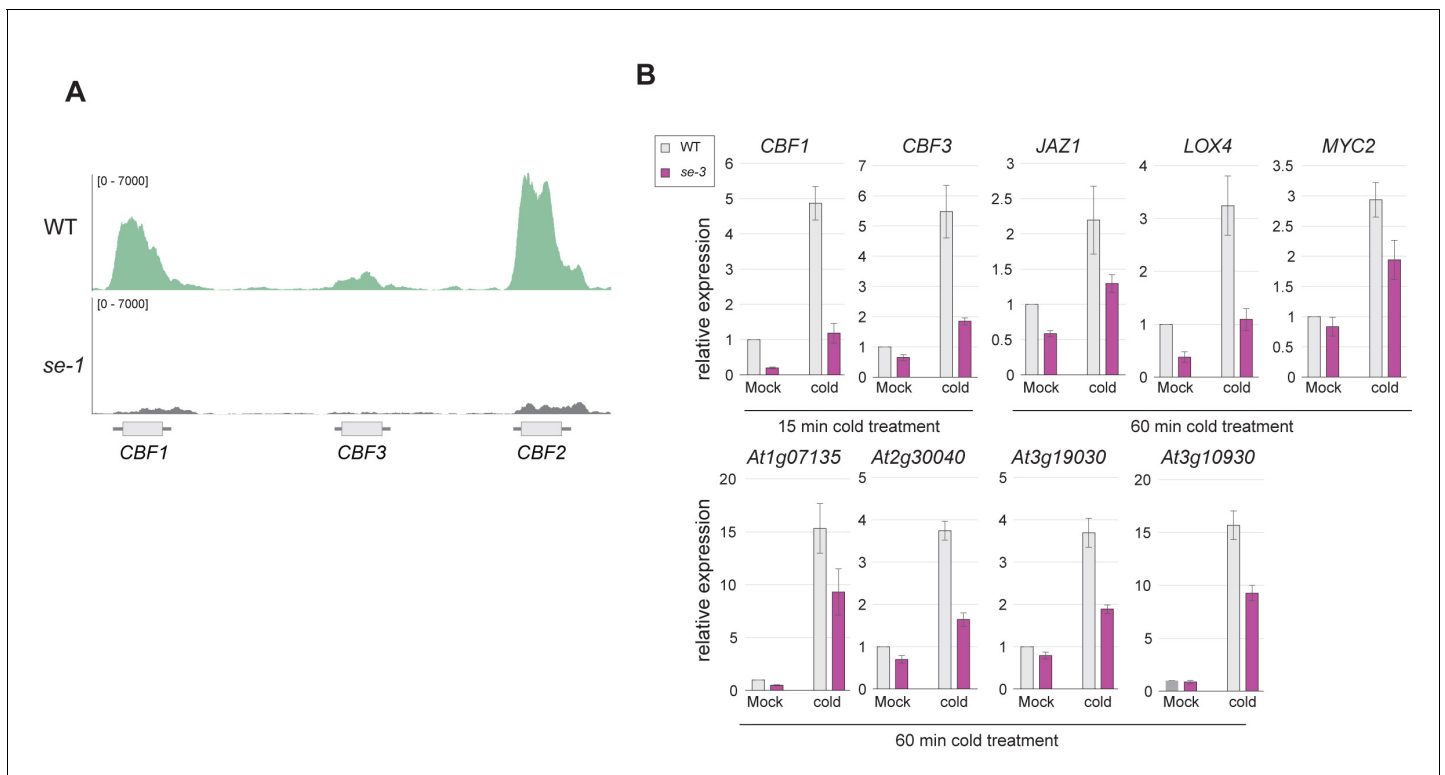 A
[0 - 7000]
WT
[0 - 7000]
se-1
CBF1 CBF3 CBF2
B
WT
se-3
CBF1 CBF3 JAZ1 LOX4 MYC2
relative expression
6
5
4
3
2
1
0
Mock cold
7
6
5
4
3
2
1
0
Mock cold
3
2.5
2
1.5
1
0.5
0
Mock cold
4
3
2
1
0
Mock cold
3.5
3
2.5
2
1.5
1
0.5
0
Mock cold
15 min cold treatment 60 min cold treatment
At1g07135 At2g30040 At3g19030 At3g10930
relative expression
20
15
10
5
0
Mock cold
5
4
3
2
1
0
Mock cold
5
4
3
2
1
0
Mock cold
20
15
10
5
0
Mock cold
60 min cold treatment